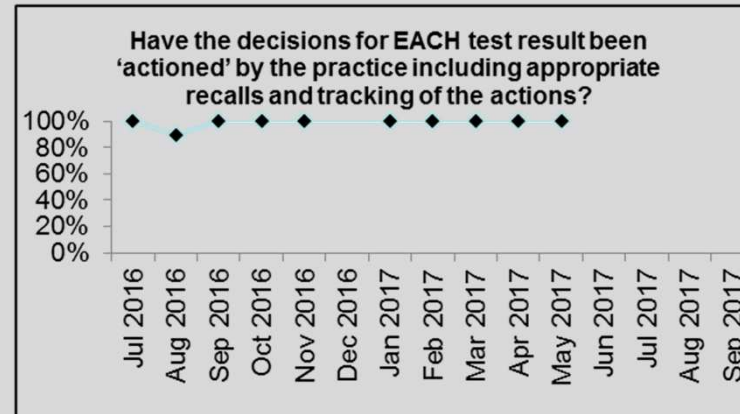 Have the decisions for EACH test result been
‘actioned’ by the practice including appropriate
recalls and tracking of the actions?
100%
80%
60%
40%
20%
0%
Jul 2016
Aug 2016
Sep 2016
Oct 2016
Nov 2016
Dec 2016
Jan 2017
Feb 2017
Mar 2017
Apr 2017
May 2017
Jun 2017
Jul 2017
Aug 2017
Sep 2017